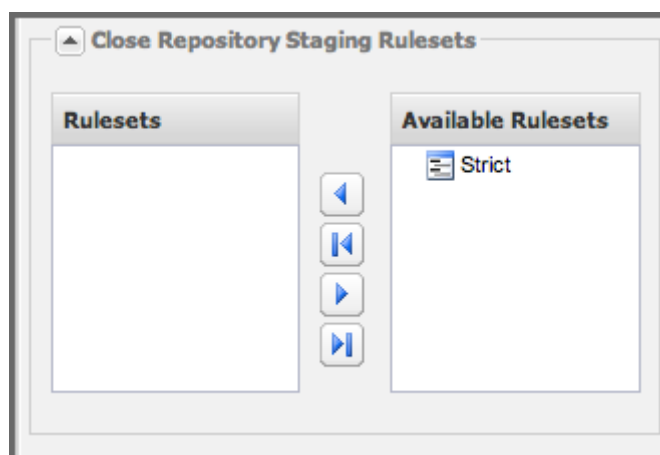 Close Repository Staging Rulesets
Rulesets
Available Rulesets
Strict